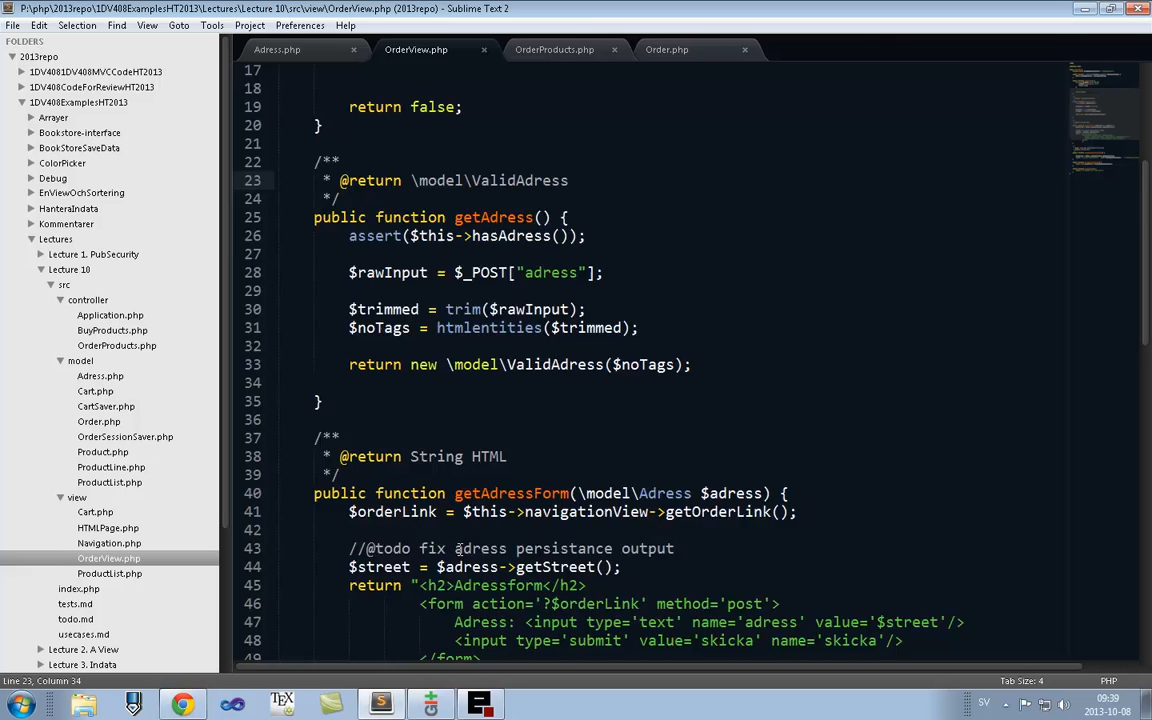 P:\php\2013repo\1DV408ExamplesHT2013\Lectures\Lecture 10\src\view\OrderView.php (2013repo) - Sublime Text 2
File Edit Selection Find View Goto Tools Project Preferences Help
FOLDERS
2013repo
1DV4081DV408MVCCodeHT2013
1DV408CodeForReviewHT2013
1DV408ExamplesHT2013
Arrayer
Bookstore-interface
BookStoreSaveData
ColorPicker
Debug
EnViewOchSortering
HanteraIndata
Kommentarer
Lectures
Lecture 1. PubSecurity
Lecture 10
src
controller
Application.php
BuyProducts.php
OrderProducts.php
model
Adress.php
Cart.php
CartSaver.php
Order.php
OrderSessionSaver.php
Product.php
ProductLine.php
ProductList.php
view
Cart.php
HTMLPage.php
Navigation.php
OrderView.php
ProductList.php
index.php
tests.md
todo.md
usecases.md
Lecture 2. A View
Lecture 3. Indata
Adress.php × OrderView.php × OrderProducts.php × Order.php ×
17
18
19 return false;
20 }
21
22 /**
23 * @return \model\ValidAdress
24 */
25 public function getAdress() {
26 assert($this->hasAdress());
27
28 $rawInput = $_POST["adress"];
29
30 $trimmed = trim($rawInput);
31 $noTags = htmlentities($trimmed);
32
33 return new \model\ValidAdress($noTags);
34
35 }
36
37 /**
38 * @return String HTML
39 */
40 public function getAdressForm(\model\Adress $adress) {
41 $orderLink = $this->navigationView->getOrderLink();
42
43 //@todo fix adress persistance output
44 $street = $adress->getStreet();
45 return "<h2>Adressform</h2>
46 <form action='?$orderLink' method='post'>
47 Adress: <input type='text' name='adress' value='$street'/>
48 <input type='submit' value='skicka' name='skicka'/>
49 </form>
Line 23, Column 34 Tab Size: 4 PHP
SV 09:39
2013-10-08